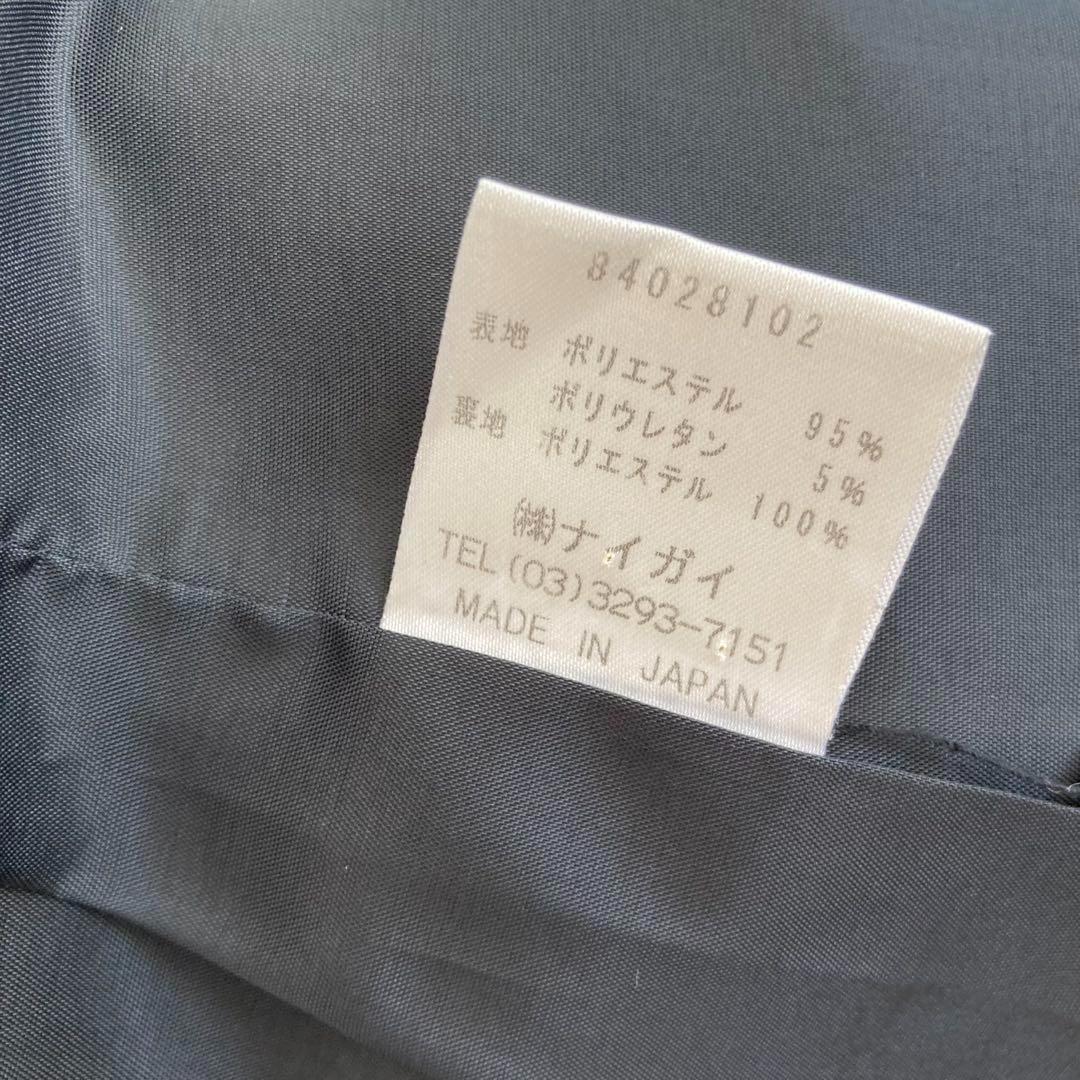 84028102
表地 ポリエステル 95%
ポリウレタン 5%
裏地 ポリエステル 100%
㈱ナイガイ
TEL(03)3293-7151
MADE IN JAPAN